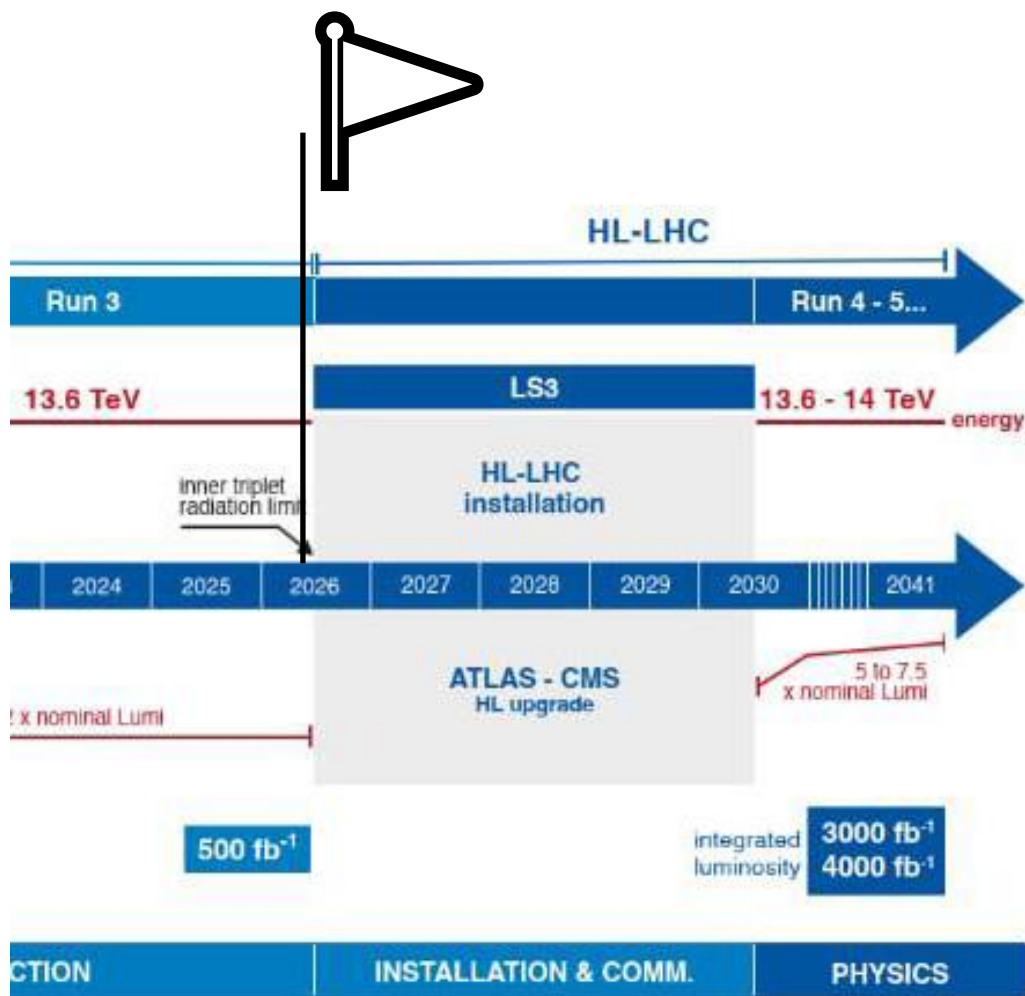 HL-LHC
Run 3
Run 4 - 5...
LS3
13.6 TeV
13.6 - 14 TeV
energy
HL-LHC
installation
inner triplet
radiation limit
2024
2025
2026
2027
2028
2029
2030
2041
ATLAS - CMS
HL upgrade
5 to 7.5
x nominal Lumi
x nominal Lumi
500 fb-1
integrated
luminosity
3000 fb-1
4000 fb-1
CTION
INSTALLATION & COMM.
PHYSICS